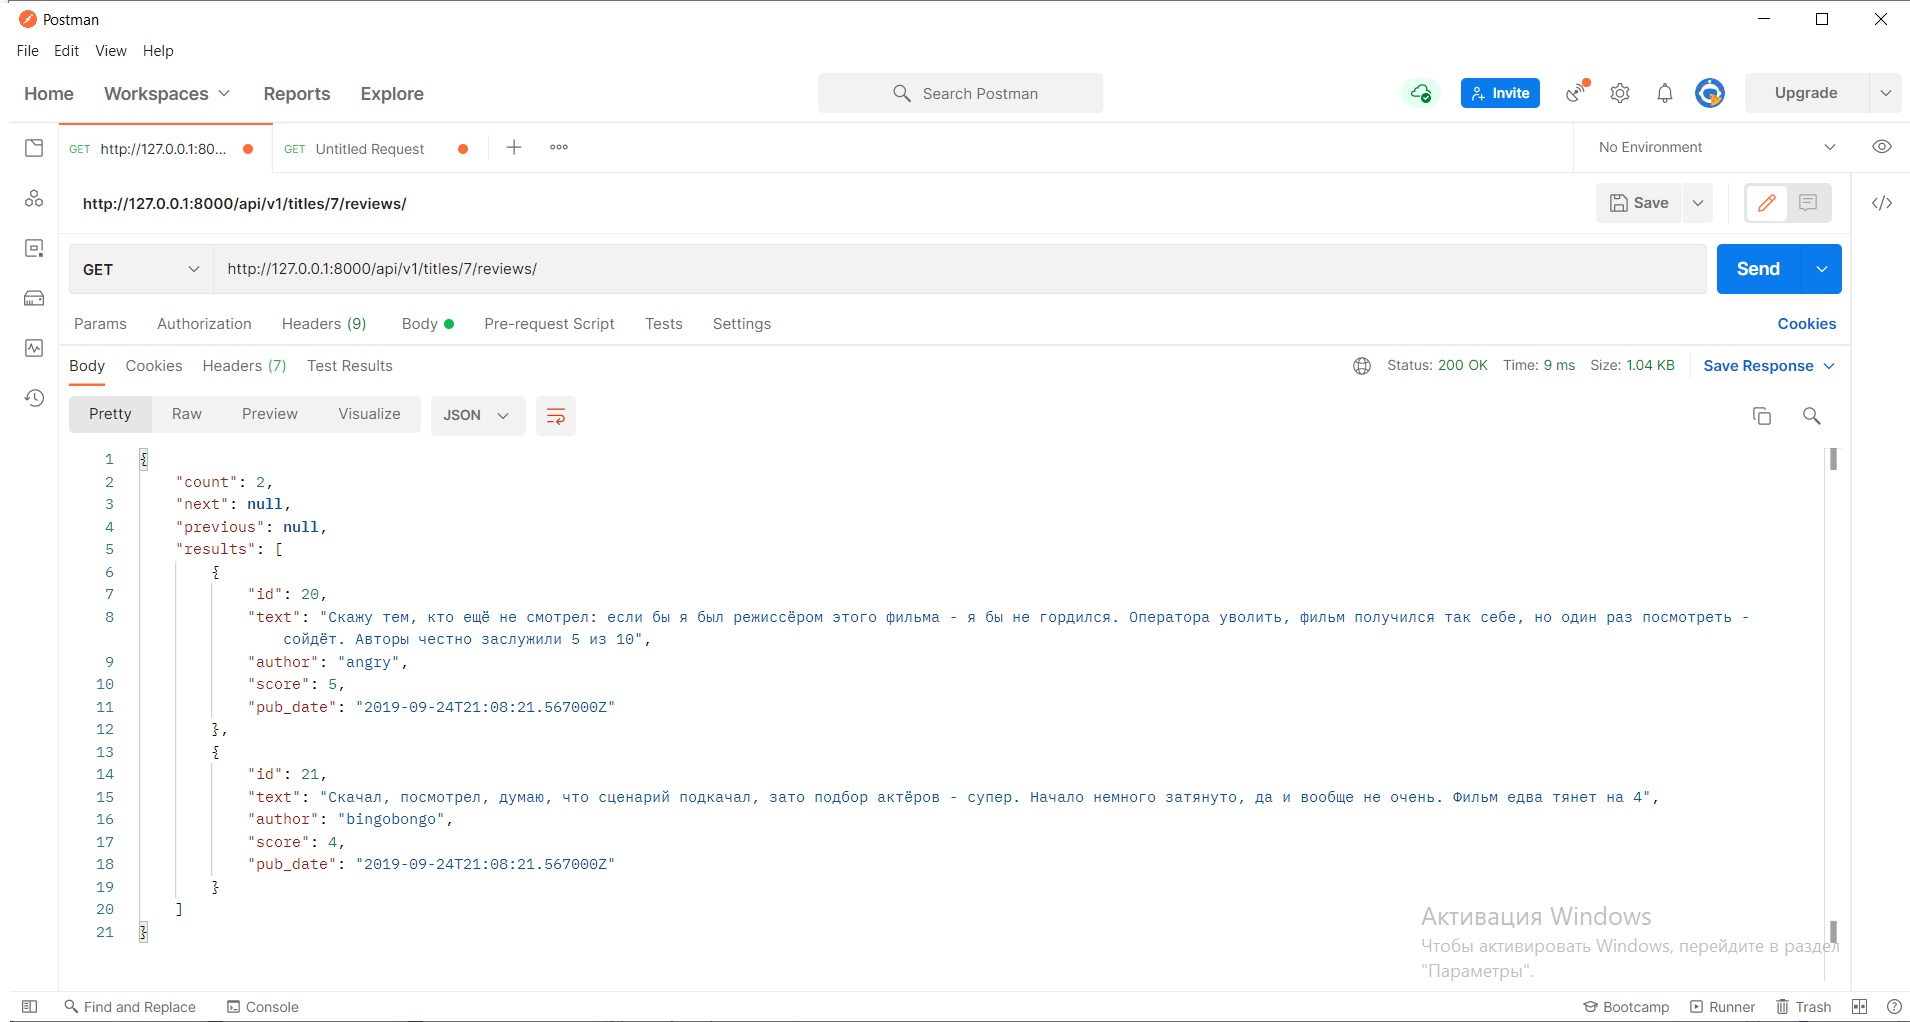 Postman
File Edit View Help
Home Workspaces Reports Explore Search Postman Invite Upgrade
GET http://127.0.0.1:80... GET Untitled Request No Environment
http://127.0.0.1:8000/api/v1/titles/7/reviews/ Save
GET http://127.0.0.1:8000/api/v1/titles/7/reviews/ Send
Params Authorization Headers (9) Body Pre-request Script Tests Settings Cookies
Body Cookies Headers (7) Test Results Status: 200 OK Time: 9 ms Size: 1.04 KB Save Response
Pretty Raw Preview Visualize JSON
1 {
2 "count": 2,
3 "next": null,
4 "previous": null,
5 "results": [
6 {
7 "id": 20,
8 "text": "Скажу тем, кто ещё не смотрел: если бы я был режиссёром этого фильма - я бы не гордился. Оператора уволить, фильм получился так себе, но один раз посмотреть -
сойдёт. Авторы честно заслужили 5 из 10",
9 "author": "angry",
10 "score": 5,
11 "pub_date": "2019-09-24T21:08:21.567000Z"
12 },
13 {
14 "id": 21,
15 "text": "Скачал, посмотрел, думаю, что сценарий подкачал, зато подбор актёров - супер. Начало немного затянуто, да и вообще не очень. Фильм едва тянет на 4",
16 "author": "bingobongo",
17 "score": 4,
18 "pub_date": "2019-09-24T21:08:21.567000Z"
19 }
20 ]
21 }
Активация Windows
Чтобы активировать Windows, перейдите в раздел
"Параметры".
Find and Replace Console Bootcamp Runner Trash